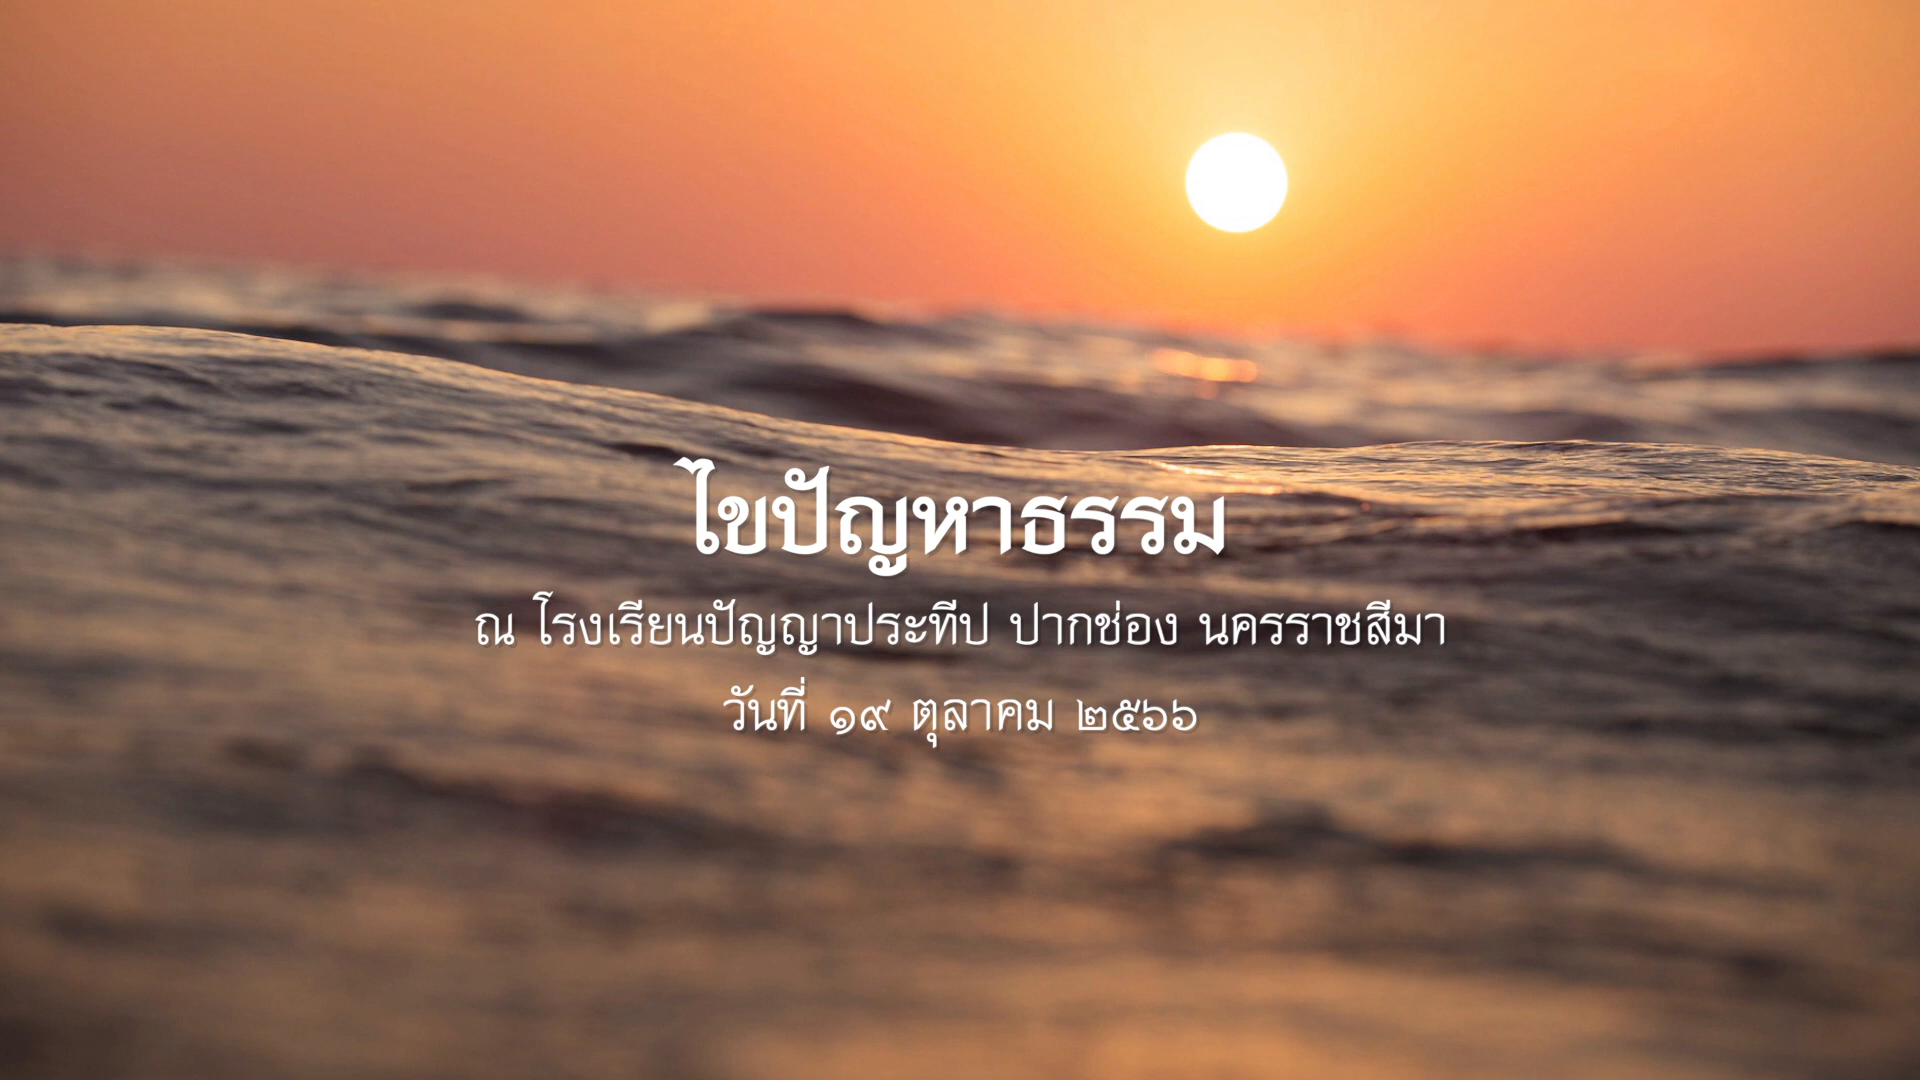 ไขปัญหาธรรม
ณ โรงเรียนปัญญาประทีป ปากช่อง นครราชสีมา
วันที่ ๑๙ ตุลาคม ๒๕๖๖